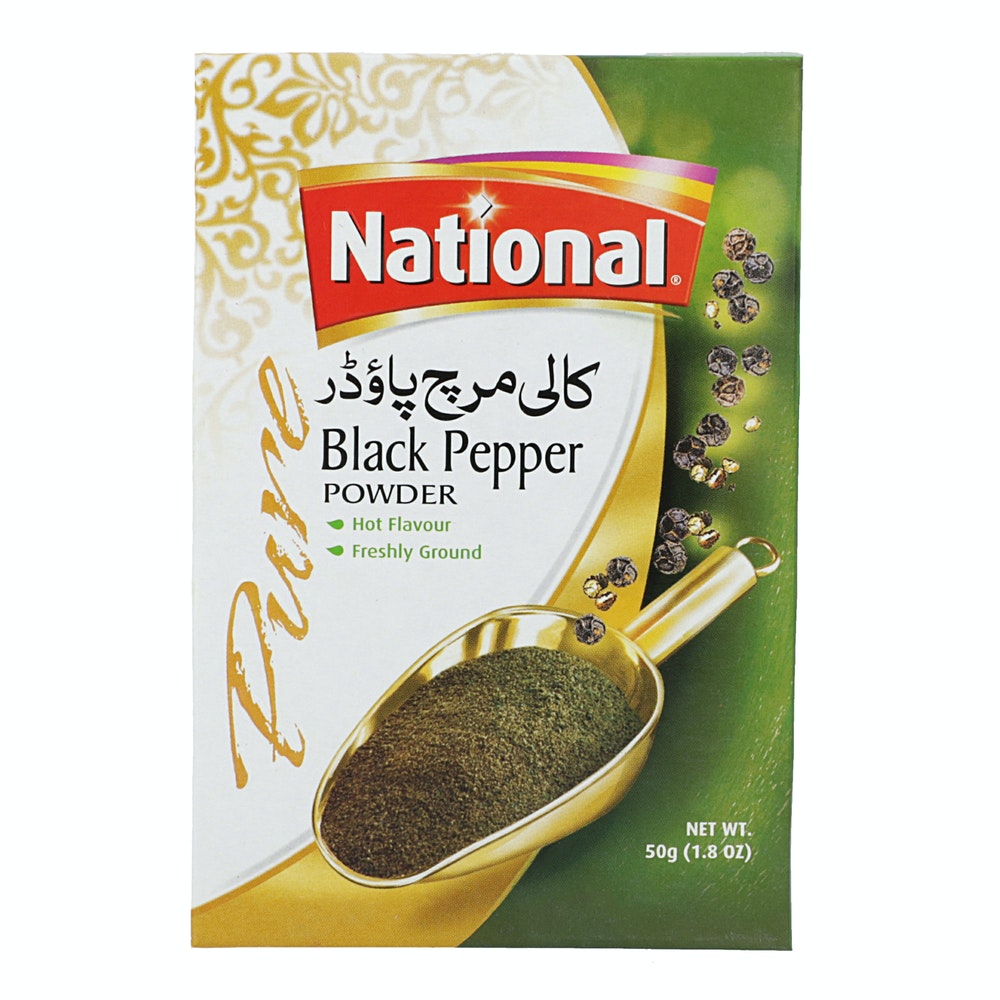 National®
کالی مرچ پاؤڈر
Black Pepper
POWDER
Hot Flavour
Freshly Ground
Pure
NET WT.
50g (1.8 OZ)